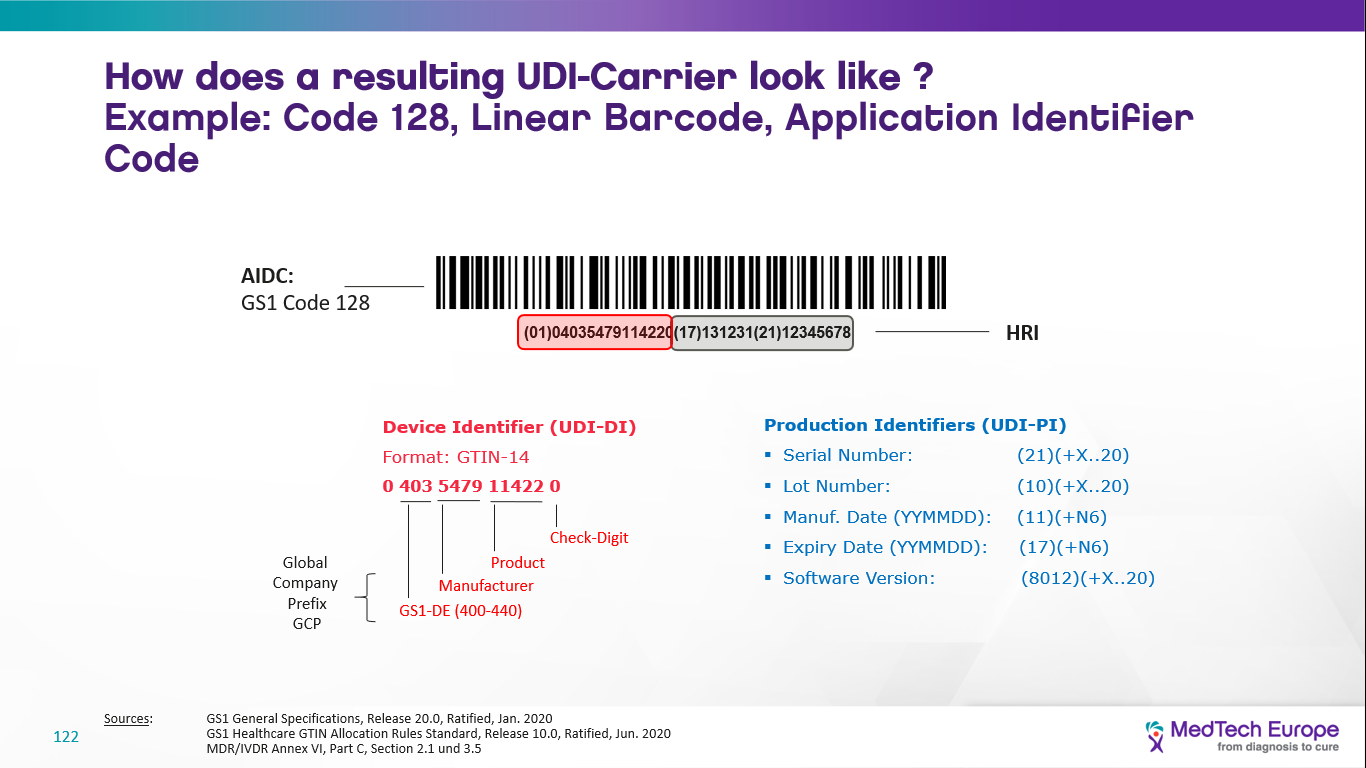 How does a resulting UDI-Carrier look like ?
Example: Code 128, Linear Barcode, Application Identifier
Code
AIDC:
GS1 Code 128
(01)04035479114220(17)131231(21)12345678
HRI
Device Identifier (UDI-DI)
Format: GTIN-14
0 403 5479 11422 0
Check-Digit
Product
Manufacturer
GS1-DE (400-440)
Global
Company
Prefix
GCP
Production Identifiers (UDI-PI)
▪ Serial Number: (21)(+X..20)
▪ Lot Number: (10)(+X..20)
▪ Manuf. Date (YYMMDD): (11)(+N6)
▪ Expiry Date (YYMMDD): (17)(+N6)
▪ Software Version: (8012)(+X..20)
Sources: GS1 General Specifications, Release 20.0, Ratified, Jan. 2020
GS1 Healthcare GTIN Allocation Rules Standard, Release 10.0, Ratified, Jun. 2020
MDR/IVDR Annex VI, Part C, Section 2.1 und 3.5
122
MedTech Europe
from diagnosis to cure